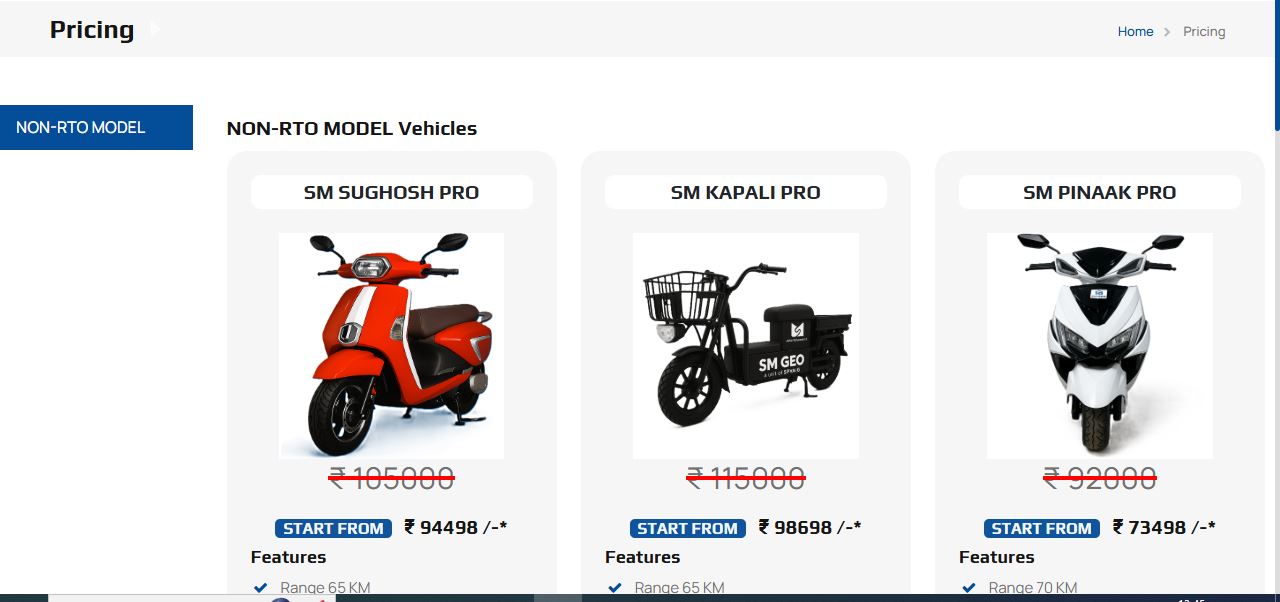 Pricing
Home > Pricing
NON-RTO MODEL
NON-RTO MODEL Vehicles
SM SUGHOSH PRO
SM GEO
₹ 105000
START FROM ₹ 94498 /-*
Features
Range 65 KM
SM KAPALI PRO
₹ 115000
START FROM ₹ 98698 /-*
Features
Range 65 KM
SM PINAAK PRO
₹ 92000
START FROM ₹ 73498 /-*
Features
Range 70 KM